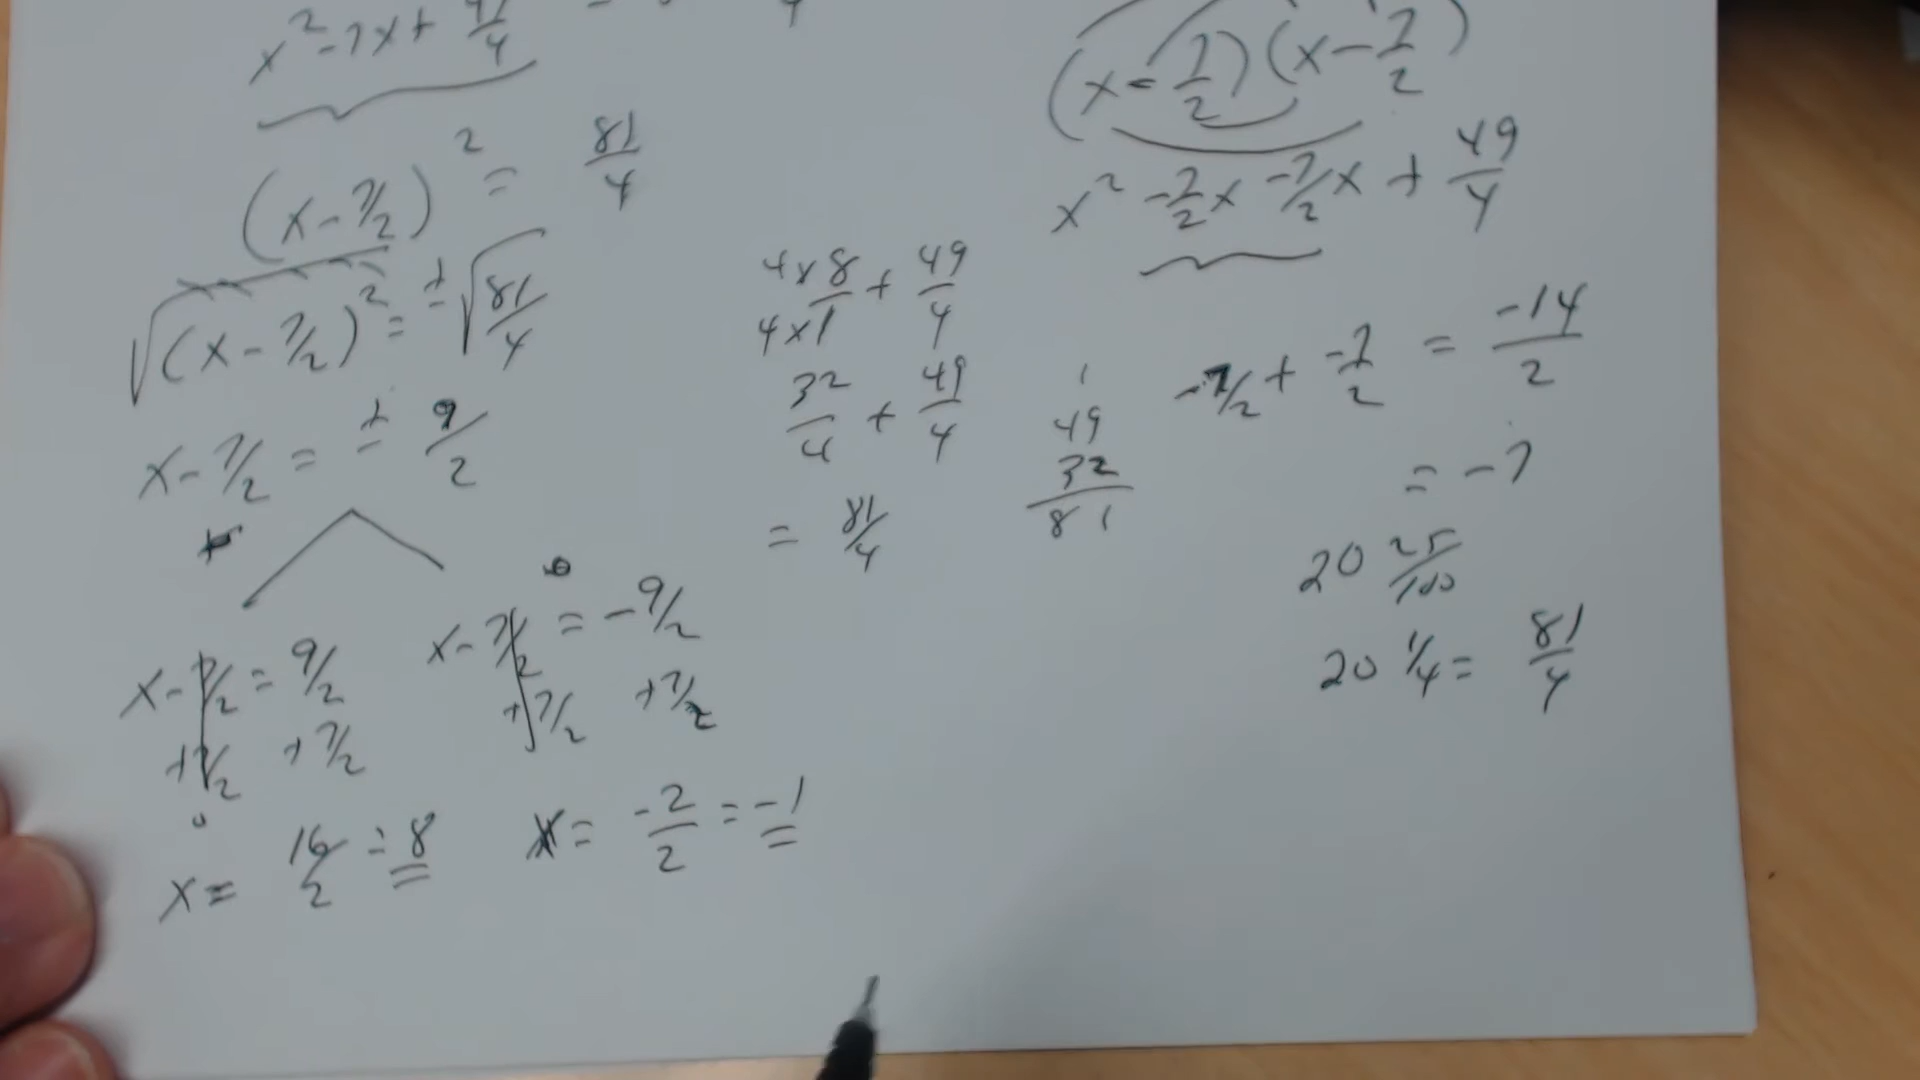 x² - 7x + 49/4 =
(x - 7/2)² = 81/4
√(x - 7/2)² = ± √81/4
x - 7/2 = ± 9/2
x - 7/2 = 9/2
+7/2 +7/2
x = 16/2 = 8
x - 7/2 = -9/2
+7/2 +7/2
x = -2/2 = -1
4x8/4x1 + 49/4
32/4 + 49/4
= 81/4
1
49
32
81
(x - 7/2)(x - 7/2)
x² - 7/2x - 7/2x + 49/4
-7/2 + -7/2 = -14/2
= -7
20 25/100
20 1/4 = 81/4